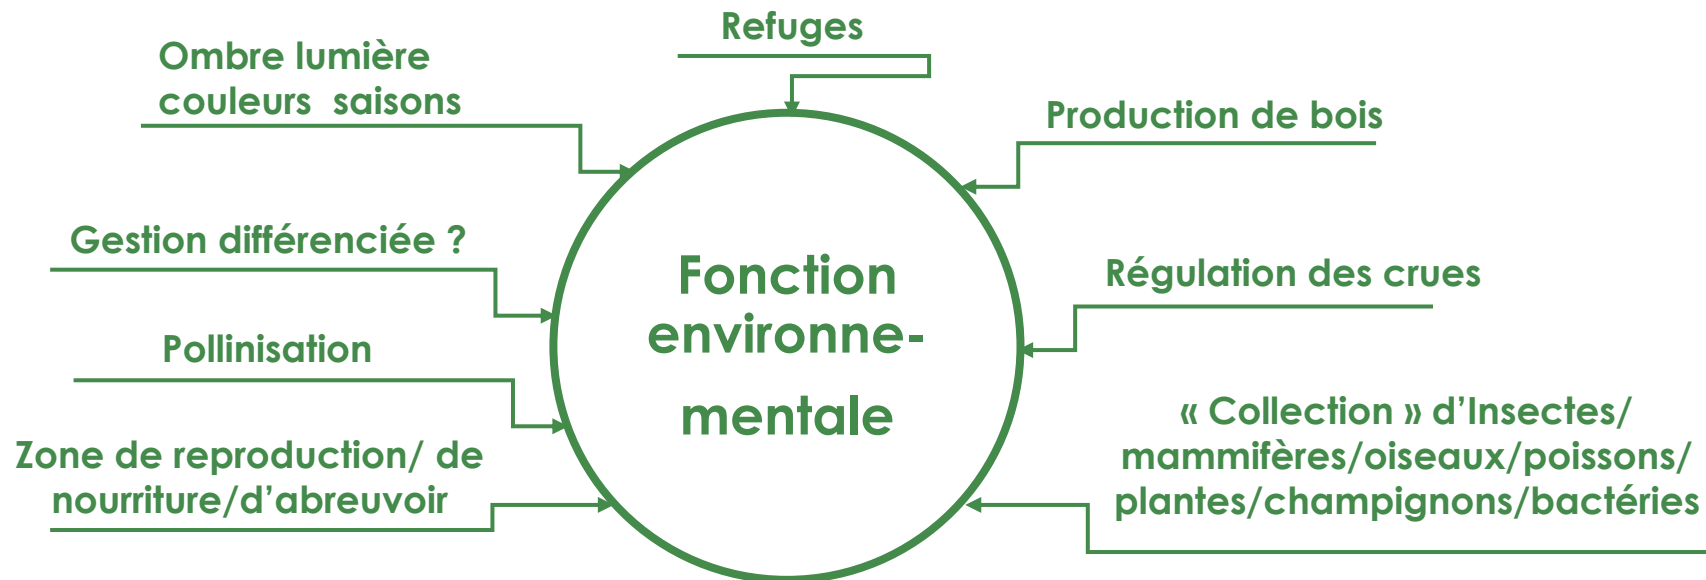 Refuges
Ombre lumière
couleurs saisons
Production de bois
Gestion différenciée ?
Fonction
environne-
mentale
Régulation des crues
Pollinisation
« Collection » d’Insectes/
mammifères/oiseaux/poissons/
plantes/champignons/bactéries
Zone de reproduction/ de
nourriture/d’abreuvoir